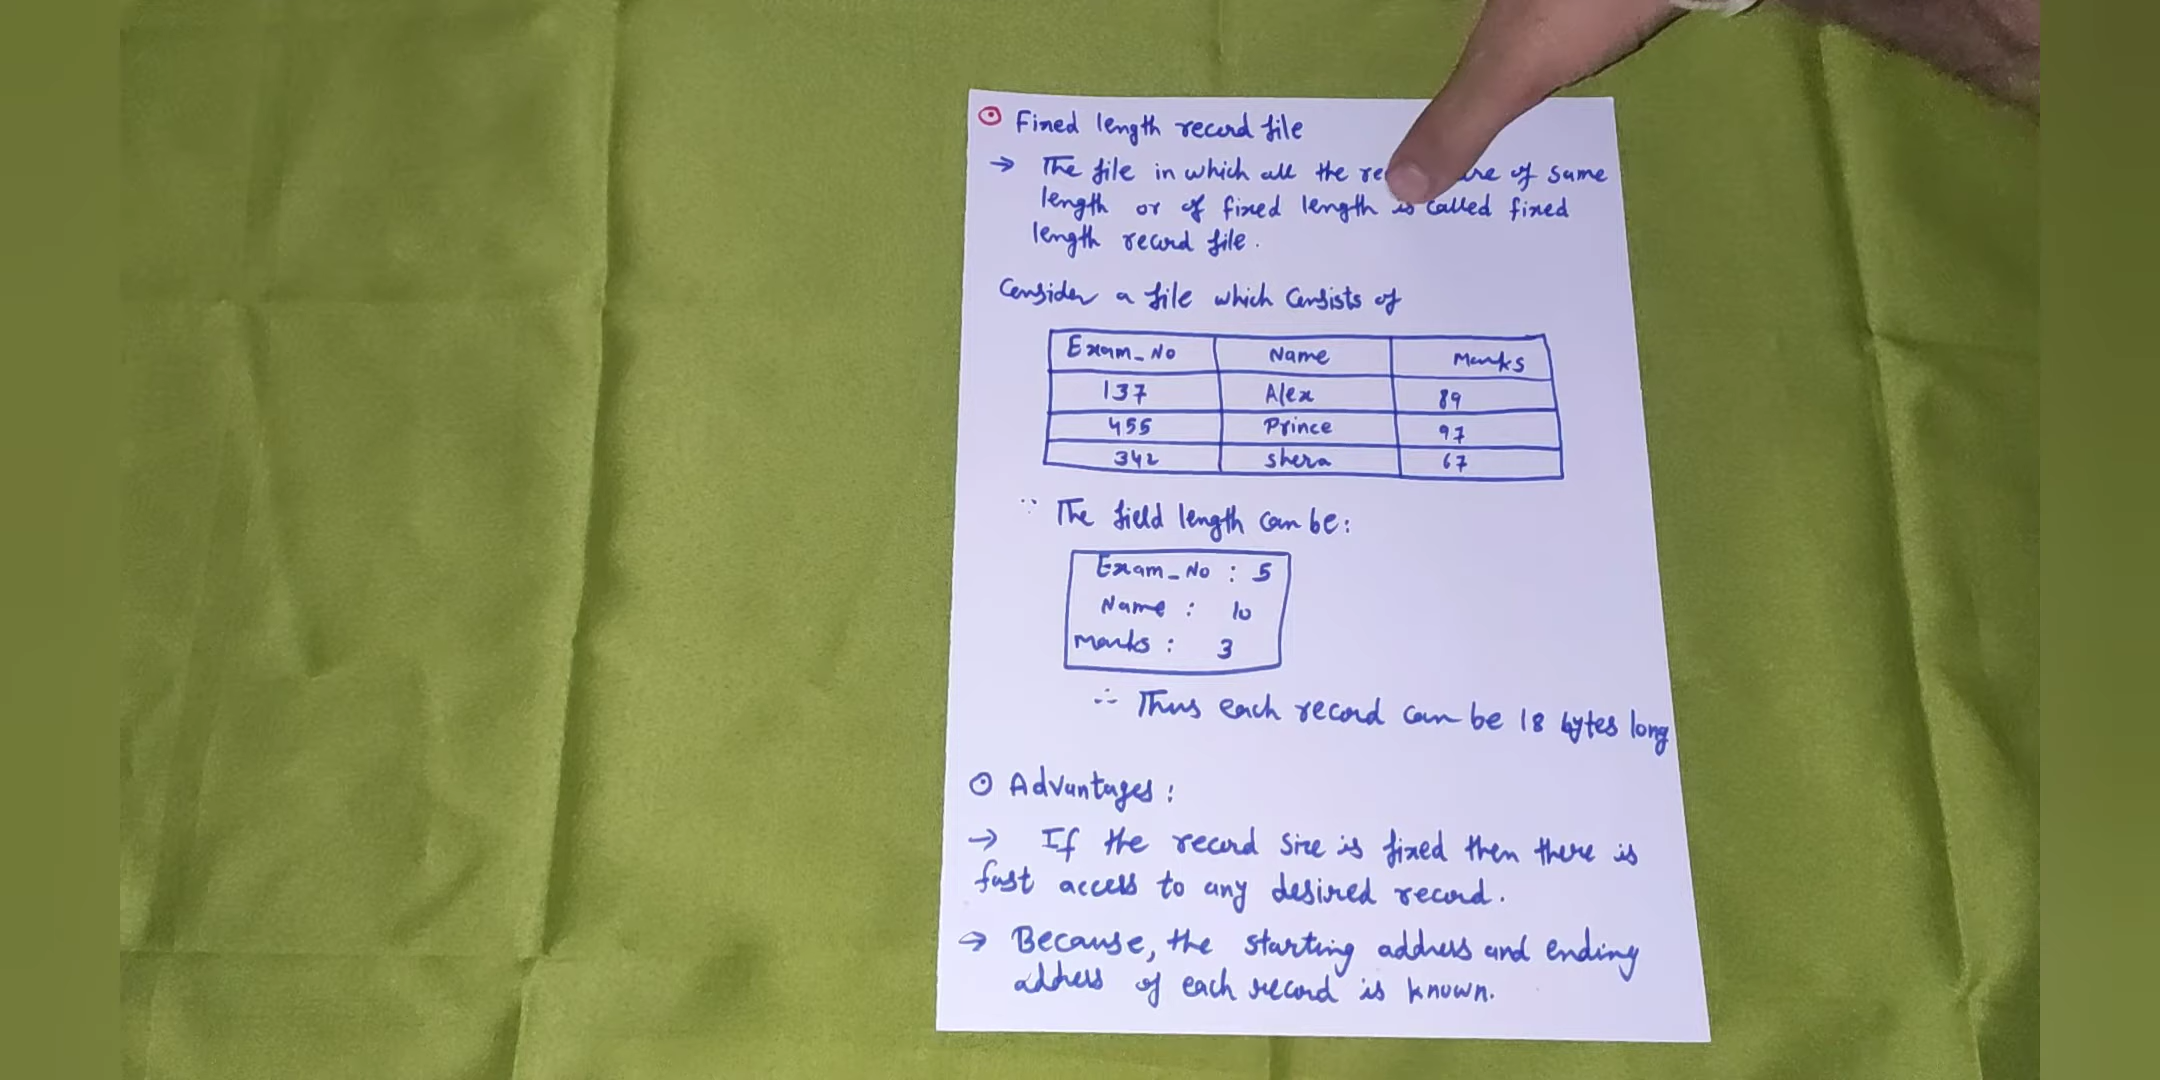 Fixed length record file
→ The file in which all the are of same
length or of fixed length is called fixed
length record file.
Consider a file which consists of
Exam_No Name Marks
137 Alex 89
455 Prince 97
342 shera 67
∵ The field length can be:
Exam_No : 5
Name : 10
Marks : 3
∴ Thus each record can be 18 bytes long
Advantages :
→ If the record size is fixed then there is
fast access to any desired record.
→ Because, the starting address and ending
address of each record is known.